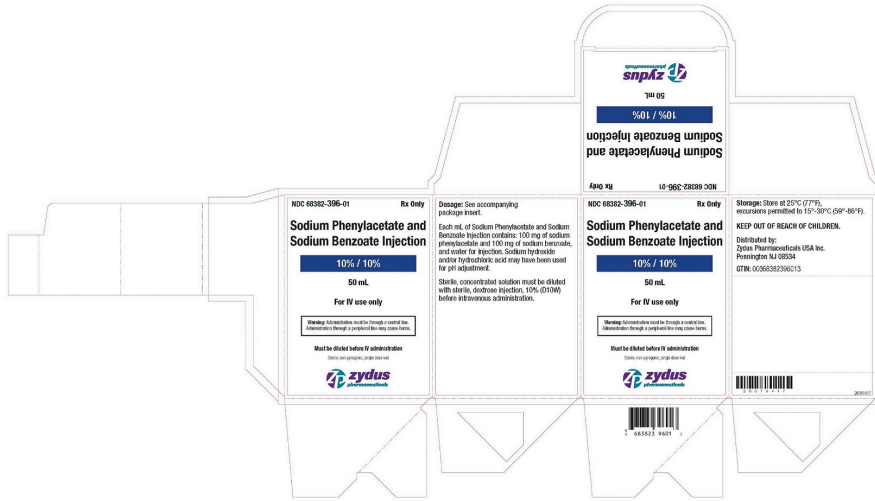 NDC 68382-396-01 Rx Only
Sodium Phenylacetate and
Sodium Benzoate Injection
10% / 10%
50 mL
zydus
pharmaceuticals
NDC 68382-396-01 Rx Only
Sodium Phenylacetate and
Sodium Benzoate Injection
10% / 10%
50 mL
For IV use only
Warning: Administration must be through a central line.
Administration through a peripheral line may cause burns.
Must be diluted before IV administration
Sterile, non-pyrogenic, single dose vial
zydus
pharmaceuticals
Dosage: See accompanying
package insert.
Each mL of Sodium Phenylacetate and Sodium
Benzoate Injection contains: 100 mg of sodium
phenylacetate and 100 mg of sodium benzoate,
and water for injection. Sodium hydroxide
and/or hydrochloric acid may have been used
for pH adjustment.
Sterile, concentrated solution must be diluted
with sterile, dextrose injection, 10% (D10W)
before intravenous administration.
NDC 68382-396-01 Rx Only
Sodium Phenylacetate and
Sodium Benzoate Injection
10% / 10%
50 mL
For IV use only
Warning: Administration must be through a central line.
Administration through a peripheral line may cause burns.
Must be diluted before IV administration
Sterile, non-pyrogenic, single dose vial
zydus
pharmaceuticals
Storage: Store at 25°C (77°F),
excursions permitted to 15°-30°C (59°-86°F).
KEEP OUT OF REACH OF CHILDREN.
Distributed by:
Zydus Pharmaceuticals USA Inc.
Pennington NJ 08534
GTIN: 00368382396013
20010417
68382 39601